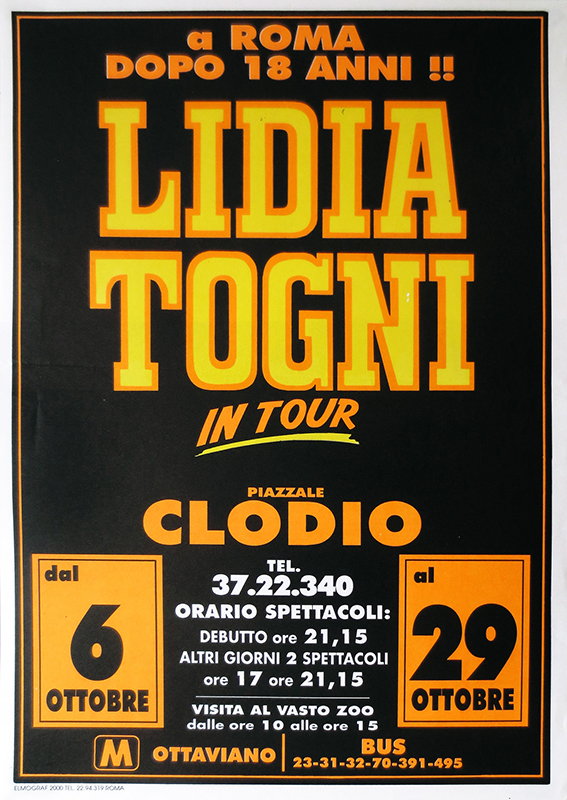 a ROMA
DOPO 18 ANNI !!
LIDIA
TOGNI
IN TOUR
PIAZZALE
CLODIO
dal
6
OTTOBRE
TEL.
37.22.340
ORARIO SPETTACOLI:
DEBUTTO ore 21,15
ALTRI GIORNI 2 SPETTACOLI
ore 17 ore 21,15
VISITA AL VASTO ZOO
dalle ore 10 alle ore 15
al
29
OTTOBRE
M OTTAVIANO
BUS
23-31-32-70-391-495
ELMOGRAF 2000 TEL. 22.94.319 ROMA